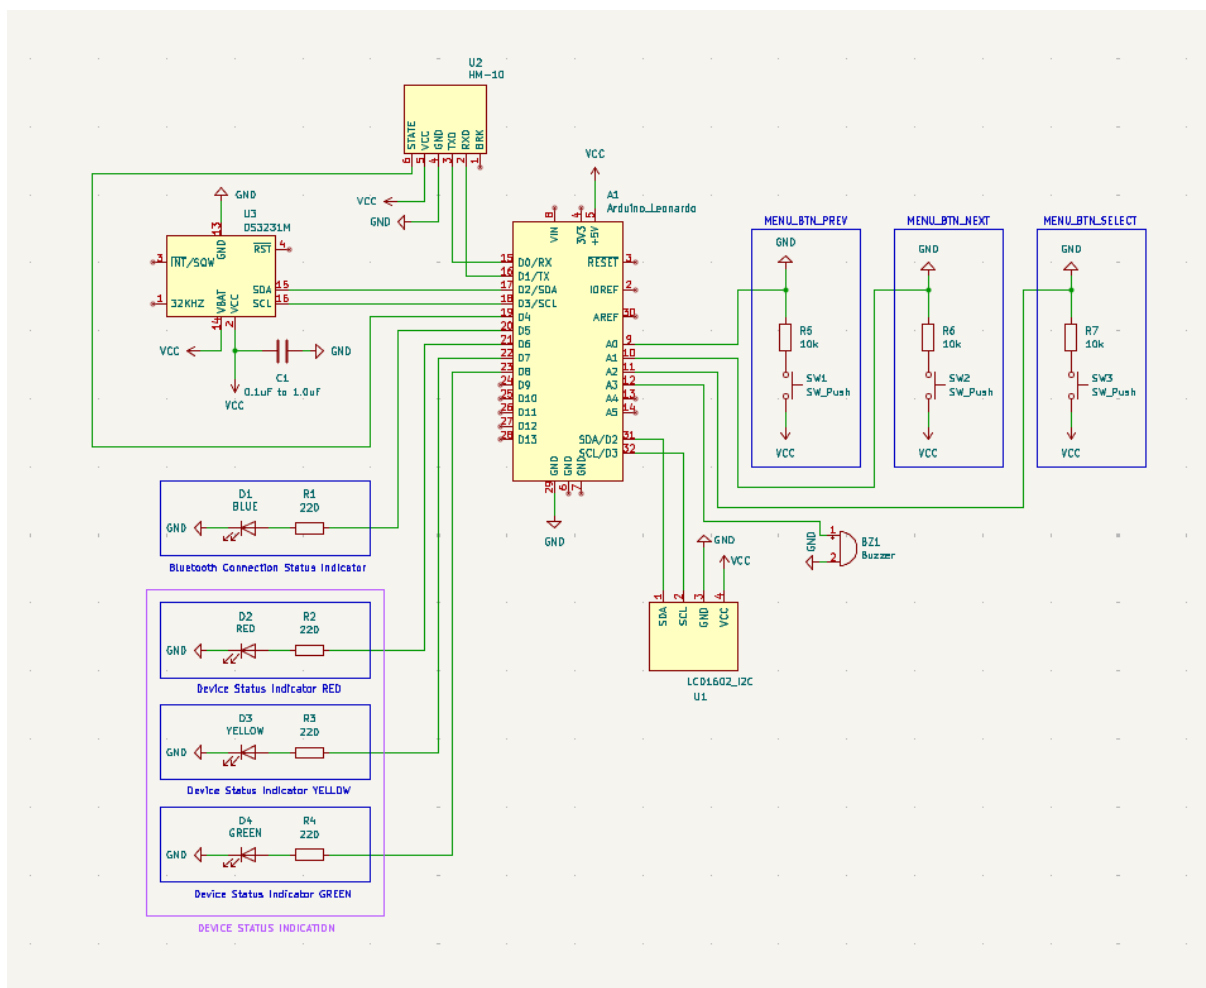 U2
HM-10
STATE
VCC
GND
TXD
RXD
BRK
6
5
4
3
2
1
VCC
GND
VCC
A1
Arduino_Leonardo
8
4
5
VIN
3V3
+5V
15
D0/RX
16
D1/TX
17
D2/SDA
18
D3/SCL
19
D4
20
D5
21
D6
22
D7
23
D8
24
D9
25
D10
26
D11
27
D12
28
D13
RESET
3
IOREF
2
AREF
30
A0
9
A1
10
A2
11
A3
12
A4
13
A5
14
SDA/D2
31
SCL/D3
32
GND
GND
GND
29
6
7
GND
GND
U3
DS3231M
13
GND
RST
4
3
INT/SQW
SDA
15
SCL
16
1
32KHZ
VBAT
VCC
14
2
VCC
GND
C1
0.1uF to 1.0uF
VCC
MENU_BTN_PREV
GND
R5
10k
SW1
SW_Push
VCC
MENU_BTN_NEXT
GND
R6
10k
SW2
SW_Push
VCC
MENU_BTN_SELECT
GND
R7
10k
SW3
SW_Push
VCC
D1
BLUE
R1
220
GND
Bluetooth Connection Status Indicator
D2
RED
R2
220
GND
Device Status Indicator RED
D3
YELLOW
R3
220
GND
Device Status Indicator YELLOW
D4
GREEN
R4
220
GND
Device Status Indicator GREEN
DEVICE STATUS INDICATION
GND
VCC
1
2
3
4
SDA
SCL
GND
VCC
LCD1602_I2C
U1
GND
1
+
2
BZ1
Buzzer